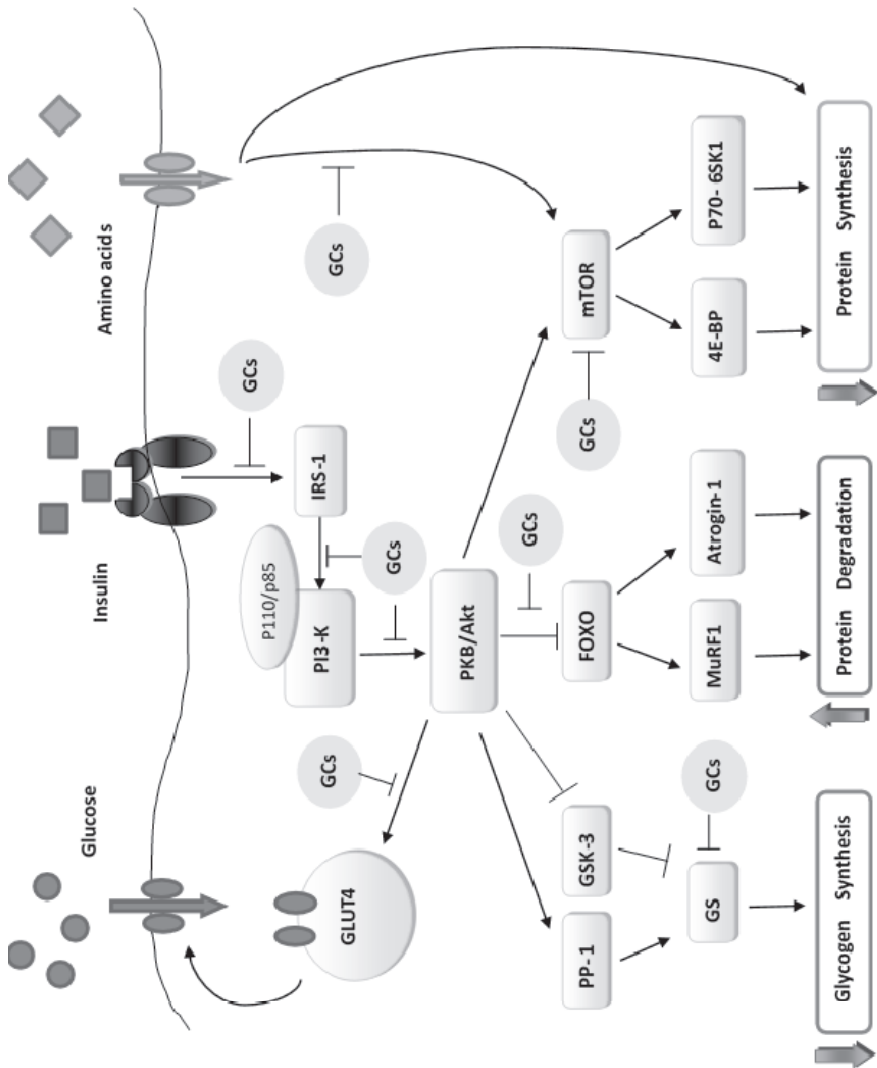 Glucose
Insulin
Amino acids
GCs
P110/p85
IRS-1
PI3-K
GCs
GCs
GLUT4
GCs
PKB/Akt
GCs
PP-1
GSK-3
FOXO
GCs
mTOR
GS
GCs
MuRF1
Atrogin-1
4E-BP
P70- 6SK1
Glycogen Synthesis
Protein Degradation
Protein Synthesis